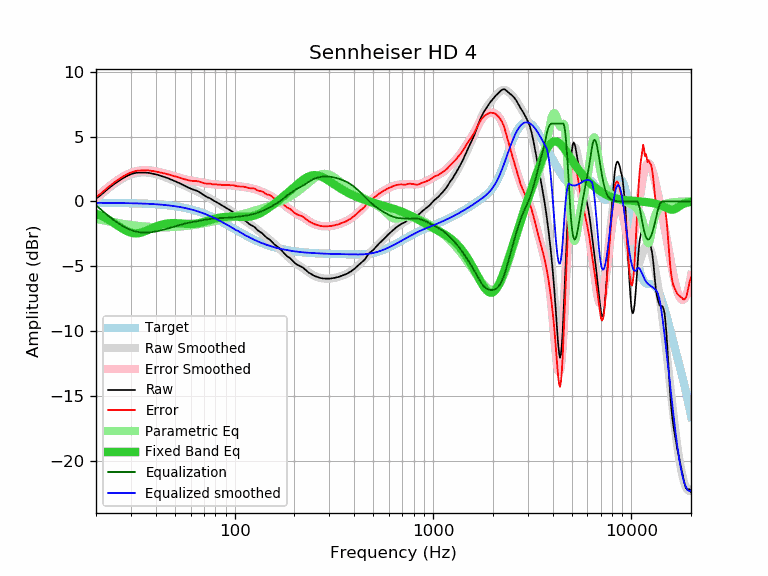 Sennheiser HD 4
Amplitude (dBr)
10
5
0
−5
−10
−15
−20
Target
Raw Smoothed
Error Smoothed
Raw
Error
Parametric Eq
Fixed Band Eq
Equalization
Equalized smoothed
100
1000
10000
Frequency (Hz)